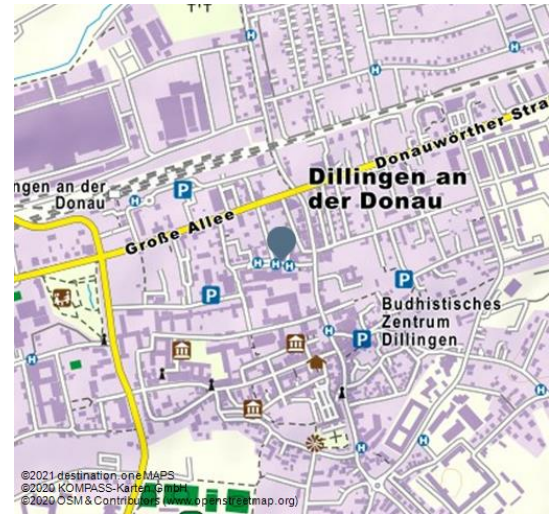 Donauwörther Stra
Dillingen an
der Donau
ngen an der
Donau
P
Große Allee
H
H H H
P
P
Budhistisches
Zentrum
Dillingen
P
H
H
H
H
©2021 destination.one MAPS
©2020 KOMPASS-Karten GmbH
©2020 OSM & Contributors (www.openstreetmap.org)